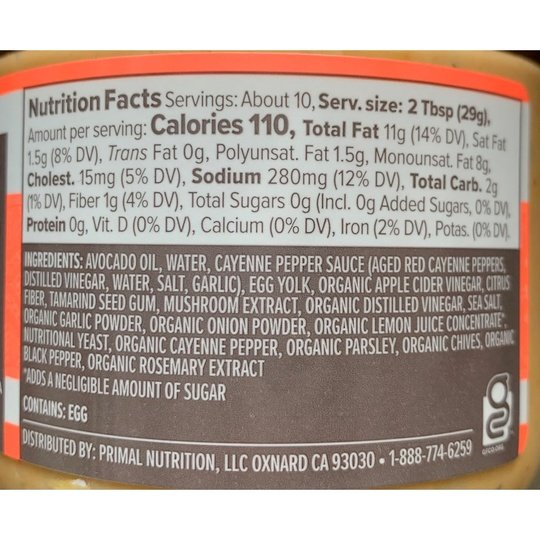 Nutrition Facts Servings: About 10, Serv. size: 2 Tbsp (29g),
Amount per serving: Calories 110, Total Fat 11g (14% DV), Sat Fat
1.5g (8% DV), Trans Fat 0g, Polyunsat. Fat 1.5g, Monounsat. Fat 8g,
Cholest. 15mg (5% DV), Sodium 280mg (12% DV), Total Carb. 2g
(1% DV), Fiber 1g (4% DV), Total Sugars 0g (Incl. 0g Added Sugars, 0% DV),
Protein 0g, Vit. D (0% DV), Calcium (0% DV), Iron (2% DV), Potas. (0% DV).
INGREDIENTS: AVOCADO OIL, WATER, CAYENNE PEPPER SAUCE (AGED RED CAYENNE PEPPERS,
DISTILLED VINEGAR, WATER, SALT, GARLIC), EGG YOLK, ORGANIC APPLE CIDER VINEGAR, CITRUS
FIBER, TAMARIND SEED GUM, MUSHROOM EXTRACT, ORGANIC DISTILLED VINEGAR, SEA SALT,
ORGANIC GARLIC POWDER, ORGANIC ONION POWDER, ORGANIC LEMON JUICE CONCENTRATE*,
NUTRITIONAL YEAST, ORGANIC CAYENNE PEPPER, ORGANIC PARSLEY, ORGANIC CHIVES, ORGANIC
BLACK PEPPER, ORGANIC ROSEMARY EXTRACT
*ADDS A NEGLIGIBLE AMOUNT OF SUGAR
CONTAINS: EGG
DISTRIBUTED BY: PRIMAL NUTRITION, LLC OXNARD CA 93030 • 1-888-774-6259
GFCO.ORG